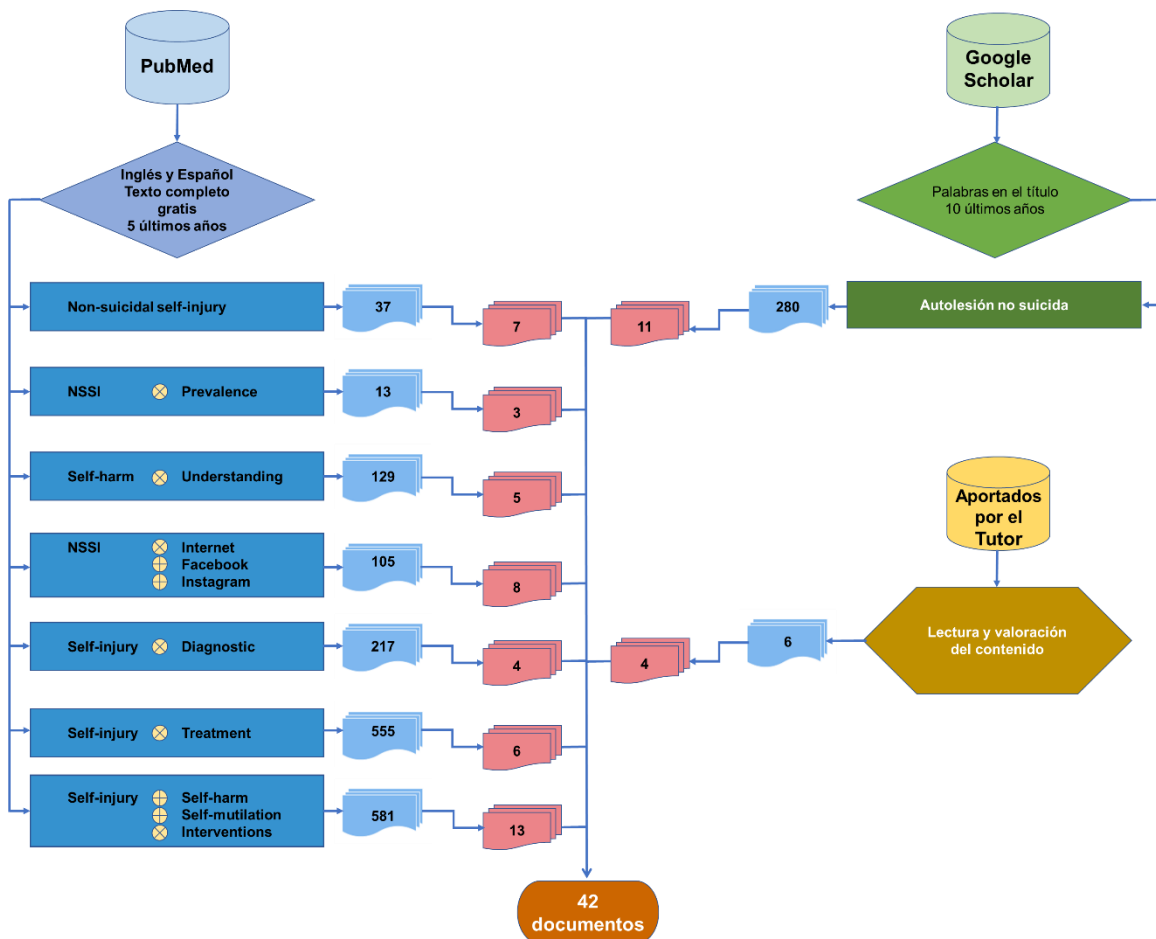 PubMed
Google
Scholar
Inglés y Español
Texto completo
gratis
5 últimos años
Palabras en el título
10 últimos años
Non-suicidal self-injury
37
7
11
280
Autolesión no suicida
NSSI
Prevalence
13
3
Self-harm
Understanding
129
5
Aportados
por el
Tutor
NSSI
Internet
Facebook
Instagram
105
8
Self-injury
Diagnostic
217
4
4
6
Lectura y valoración
del contenido
Self-injury
Treatment
555
6
Self-injury
Self-harm
Self-mutilation
Interventions
581
13
42
documentos